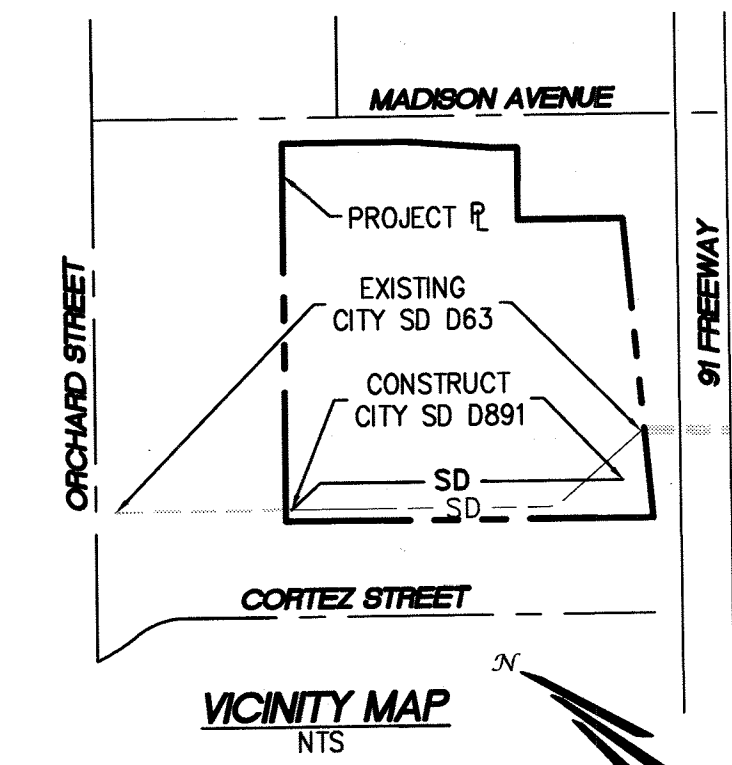 MADISON AVENUE
PROJECT ⅊
ORCHARD STREET
91 FREEWAY
EXISTING
CITY SD D63
CONSTRUCT
CITY SD D891
SD
SD
CORTEZ STREET
N
VICINITY MAP
NTS